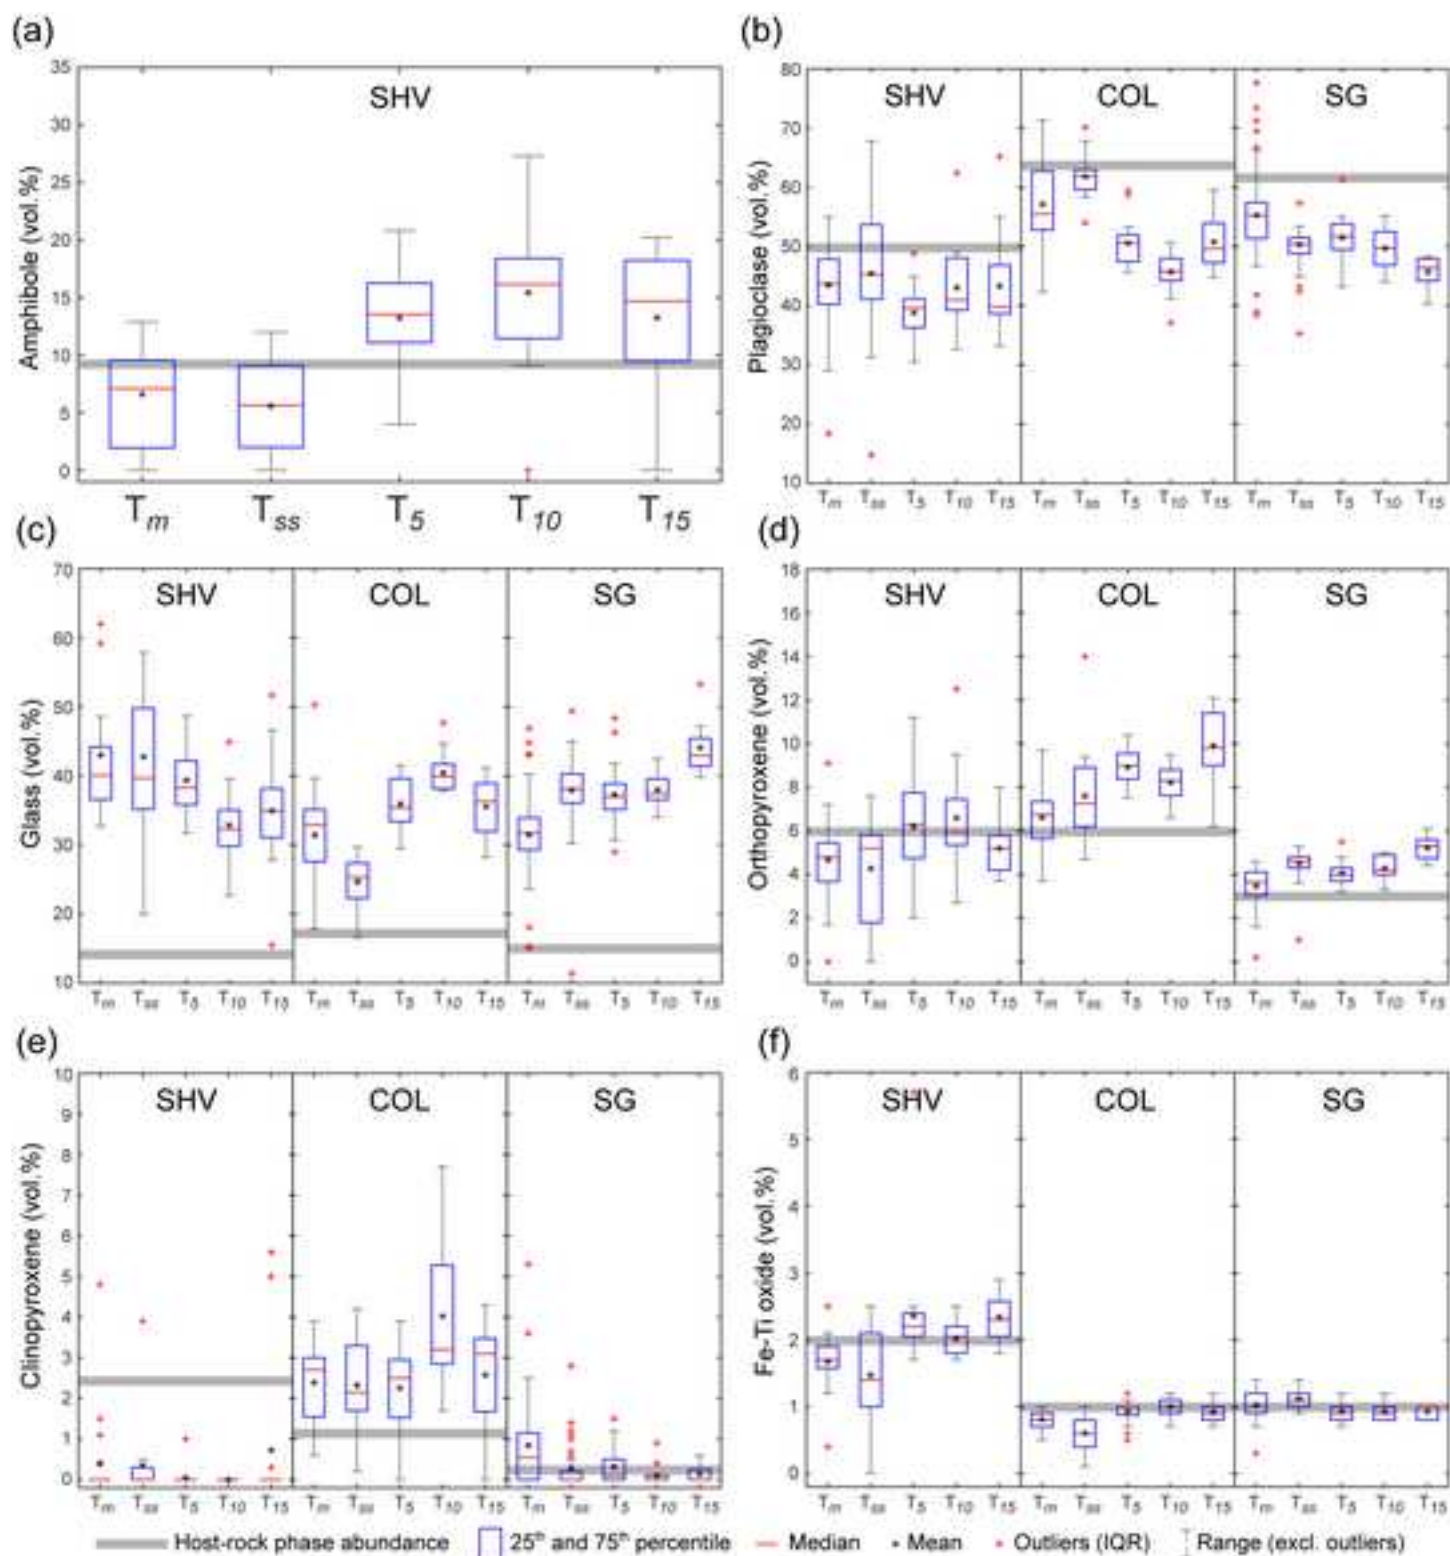 (a)
SHV
Amphibole (vol.%)
35
30
25
20
15
10
5
0
Tm Tss T5 T10 T15
(b)
SHV COL SG
Plagioclase (vol.%)
80
70
60
50
40
30
20
10
Tm Tss T5 T10 T15 Tm Tss T5 T10 T15 Tm Tss T5 T10 T15
(c)
SHV COL SG
Glass (vol.%)
70
60
50
40
30
20
10
Tm Tss T5 T10 T15 Tm Tss T5 T10 T15 Tm Tss T5 T10 T15
(d)
SHV COL SG
Orthopyroxene (vol.%)
18
16
14
12
10
8
6
4
2
0
Tm Tss T5 T10 T15 Tm Tss T5 T10 T15 Tm Tss T5 T10 T15
(e)
SHV COL SG
Clinopyroxene (vol.%)
10
9
8
7
6
5
4
3
2
1
0
Tm Tss T5 T10 T15 Tm Tss T5 T10 T15 Tm Tss T5 T10 T15
(f)
SHV COL SG
Fe-Ti oxide (vol.%)
6
5
4
3
2
1
0
Tm Tss T5 T10 T15 Tm Tss T5 T10 T15 Tm Tss T5 T10 T15
Host-rock phase abundance 25th and 75th percentile Median Mean Outliers (IQR) Range (excl. outliers)